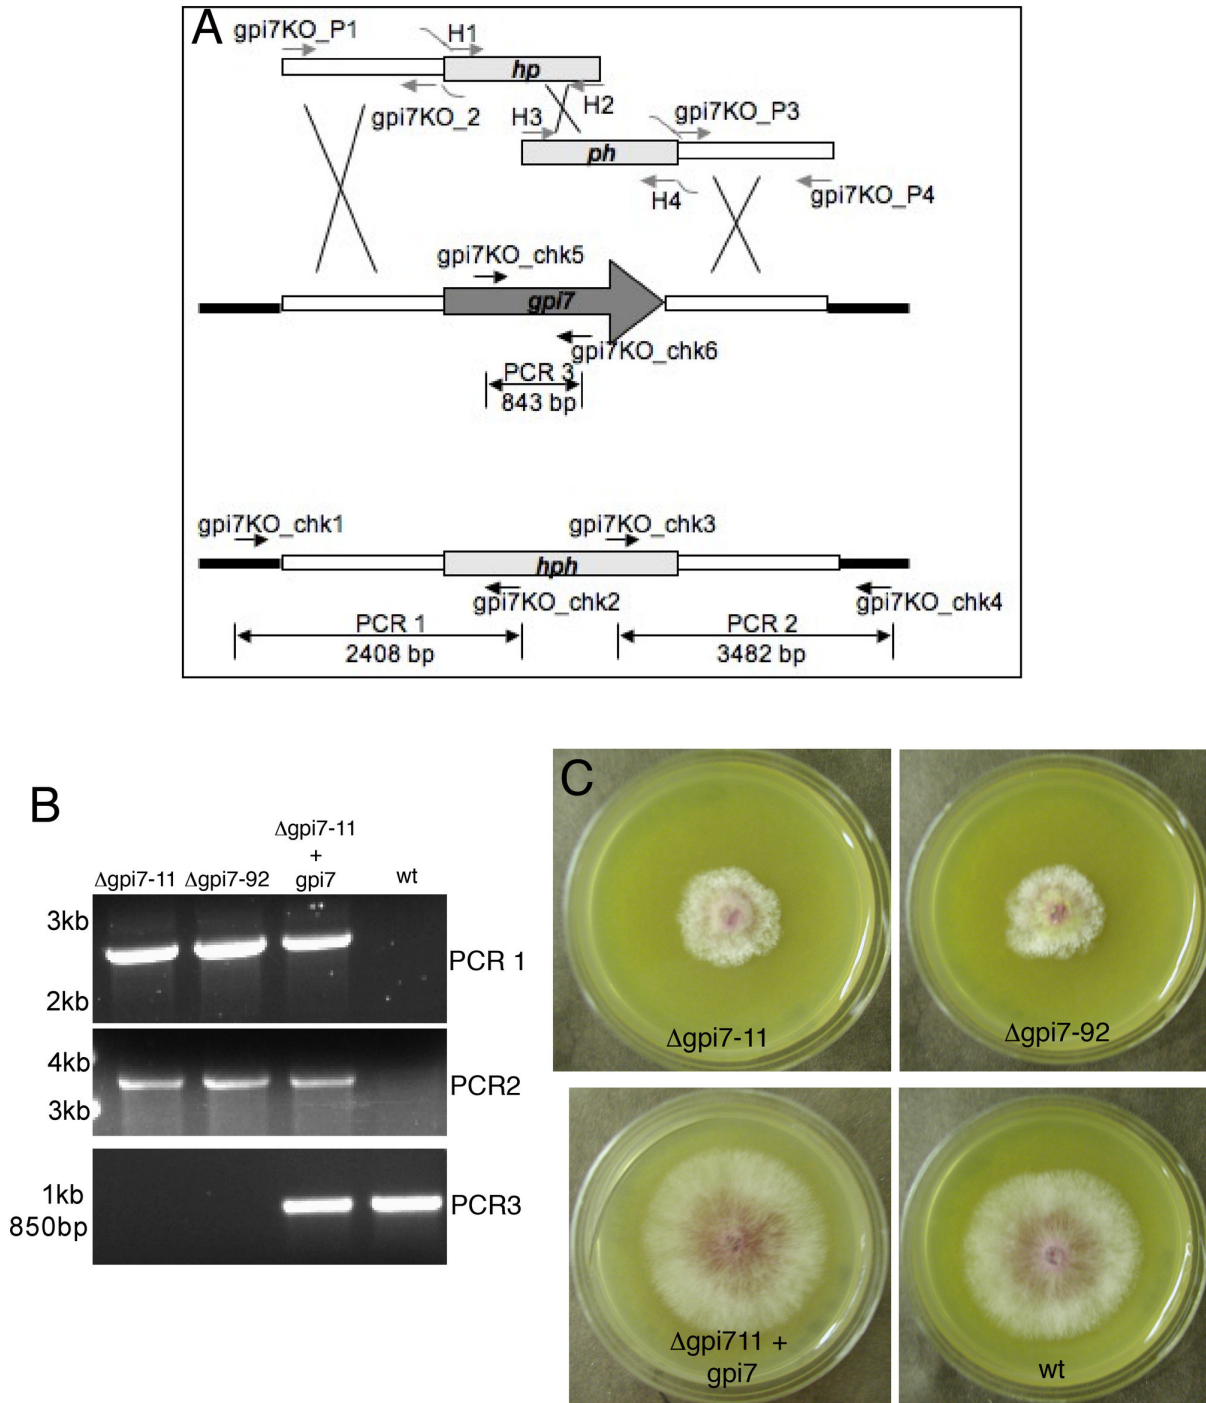 A
gpi7KO_P1
H1
hp
gpi7KO_2
H2
H3
gpi7KO_P3
ph
H4
gpi7KO_P4
gpi7KO_chk5
gpi7
gpi7KO_chk6
PCR 3
843 bp
gpi7KO_chk1
gpi7KO_chk3
hph
gpi7KO_chk2
gpi7KO_chk4
PCR 1
2408 bp
PCR 2
3482 bp
B
Δgpi7-11
Δgpi7-92
Δgpi7-11
+
gpi7
wt
3kb
2kb
PCR 1
4kb
3kb
PCR2
1kb
850bp
PCR3
C
Δgpi7-11
Δgpi7-92
Δgpi711 +
gpi7
wt